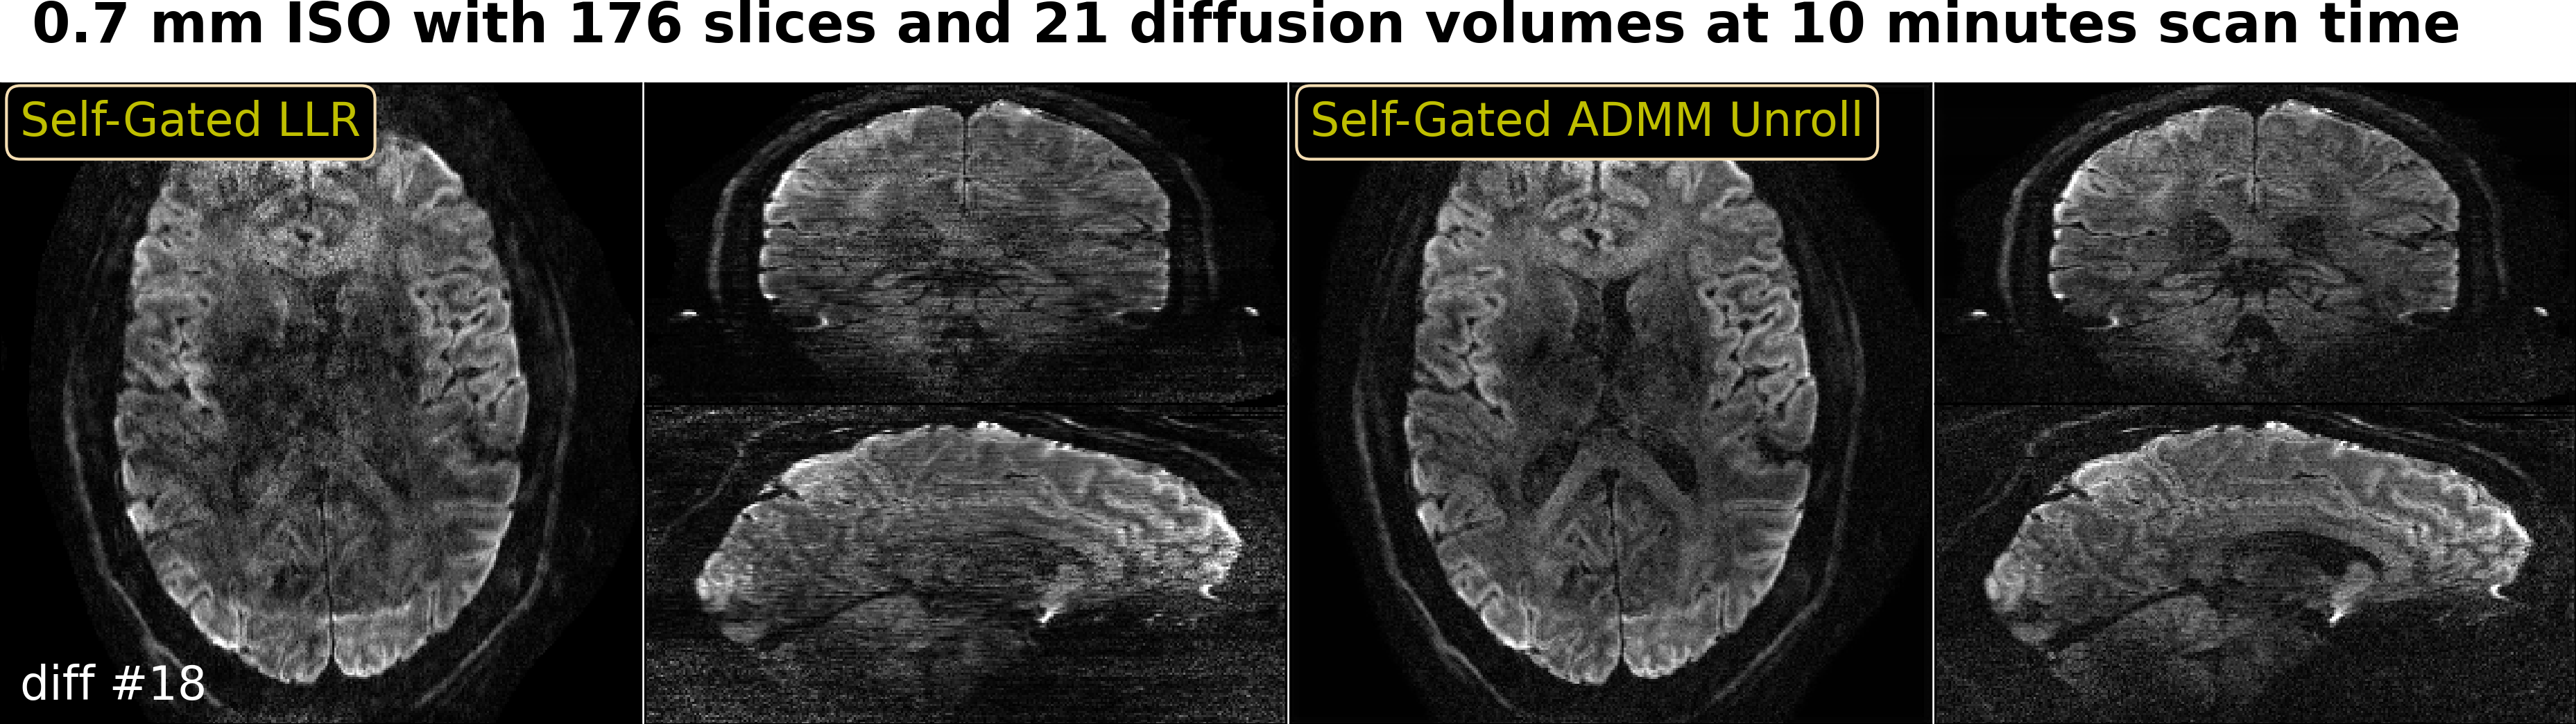 0.7 mm ISO with 176 slices and 21 diffusion volumes at 10 minutes scan time
Self-Gated LLR
Self-Gated ADMM Unroll
diff #18